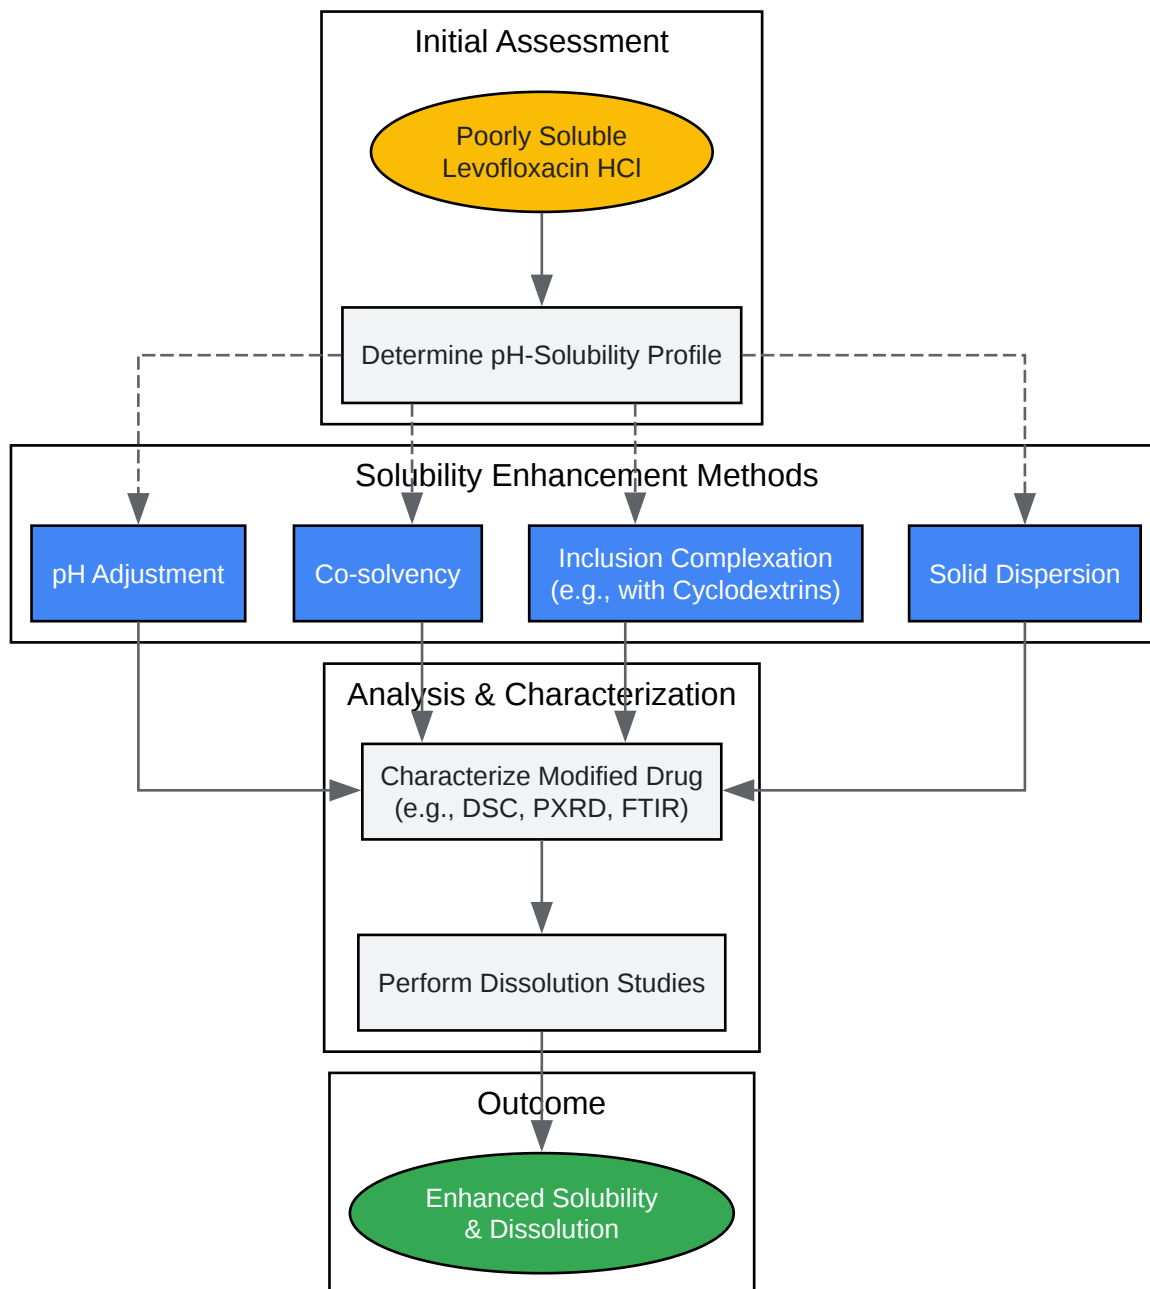 Initial Assessment
Poorly Soluble
Levofloxacin HCl
Determine pH-Solubility Profile
Solubility Enhancement Methods
pH Adjustment
Co-solvency
Inclusion Complexation
(e.g., with Cyclodextrins)
Solid Dispersion
Analysis & Characterization
Characterize Modified Drug
(e.g., DSC, PXRD, FTIR)
Perform Dissolution Studies
Outcome
Enhanced Solubility
& Dissolution